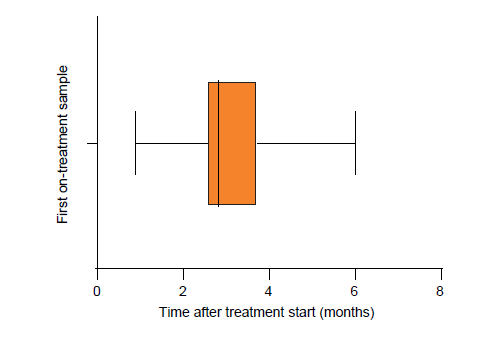 First on-treatment sample
0 2 4 6 8
Time after treatment start (months)